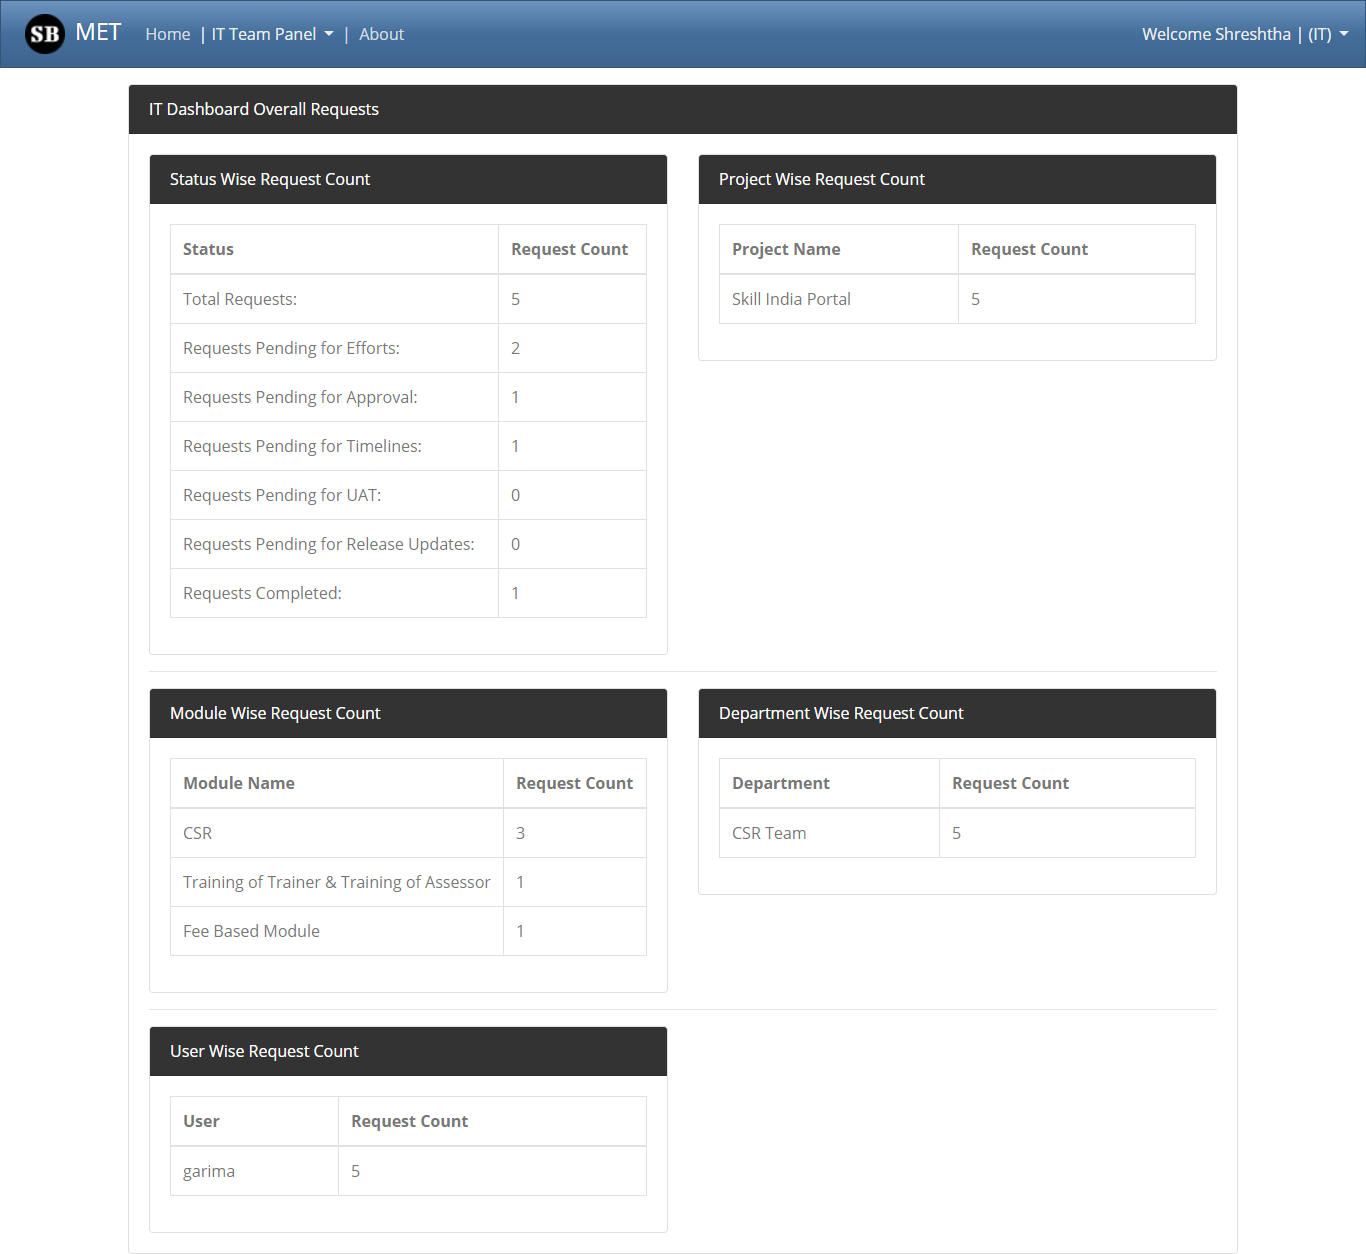 SB MET Home | IT Team Panel | About Welcome Shreshtha | (IT)
IT Dashboard Overall Requests
Status Wise Request Count
Status Request Count
Total Requests: 5
Requests Pending for Efforts: 2
Requests Pending for Approval: 1
Requests Pending for Timelines: 1
Requests Pending for UAT: 0
Requests Pending for Release Updates: 0
Requests Completed: 1
Project Wise Request Count
Project Name Request Count
Skill India Portal 5
Module Wise Request Count
Module Name Request Count
CSR 3
Training of Trainer & Training of Assessor 1
Fee Based Module 1
Department Wise Request Count
Department Request Count
CSR Team 5
User Wise Request Count
User Request Count
garima 5